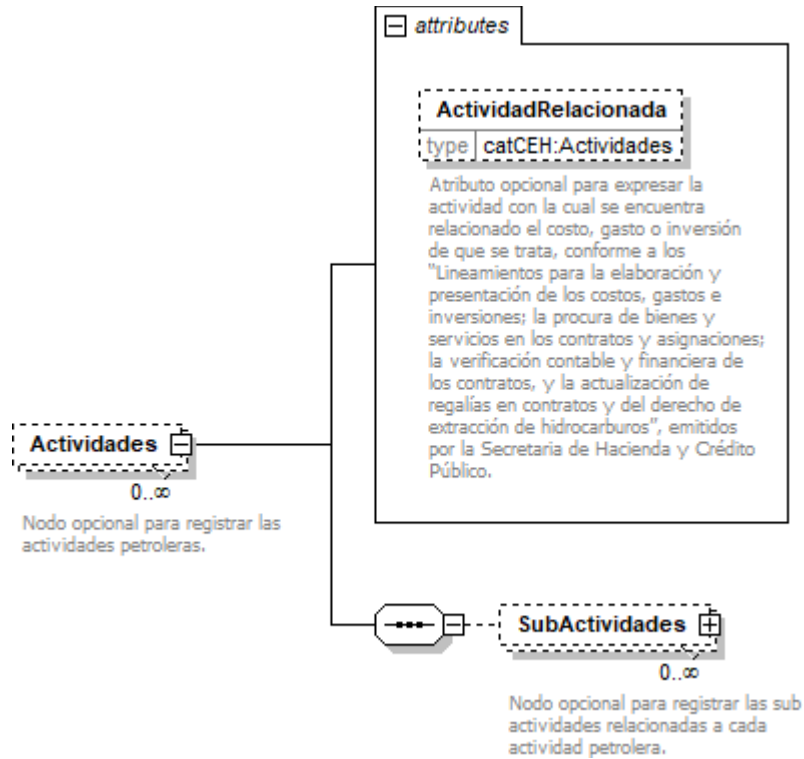 attributes
ActividadRelacionada
type catCEH:Actividades
Atributo opcional para expresar la
actividad con la cual se encuentra
relacionado el costo, gasto o inversión
de que se trata, conforme a los
"Lineamientos para la elaboración y
presentación de los costos, gastos e
inversiones; la procura de bienes y
servicios en los contratos y asignaciones;
la verificación contable y financiera de
los contratos, y la actualización de
regalías en contratos y del derecho de
extracción de hidrocarburos", emitidos
por la Secretaria de Hacienda y Crédito
Público.
Actividades
0..∞
Nodo opcional para registrar las
actividades petroleras.
SubActividades
0..∞
Nodo opcional para registrar las sub
actividades relacionadas a cada
actividad petrolera.